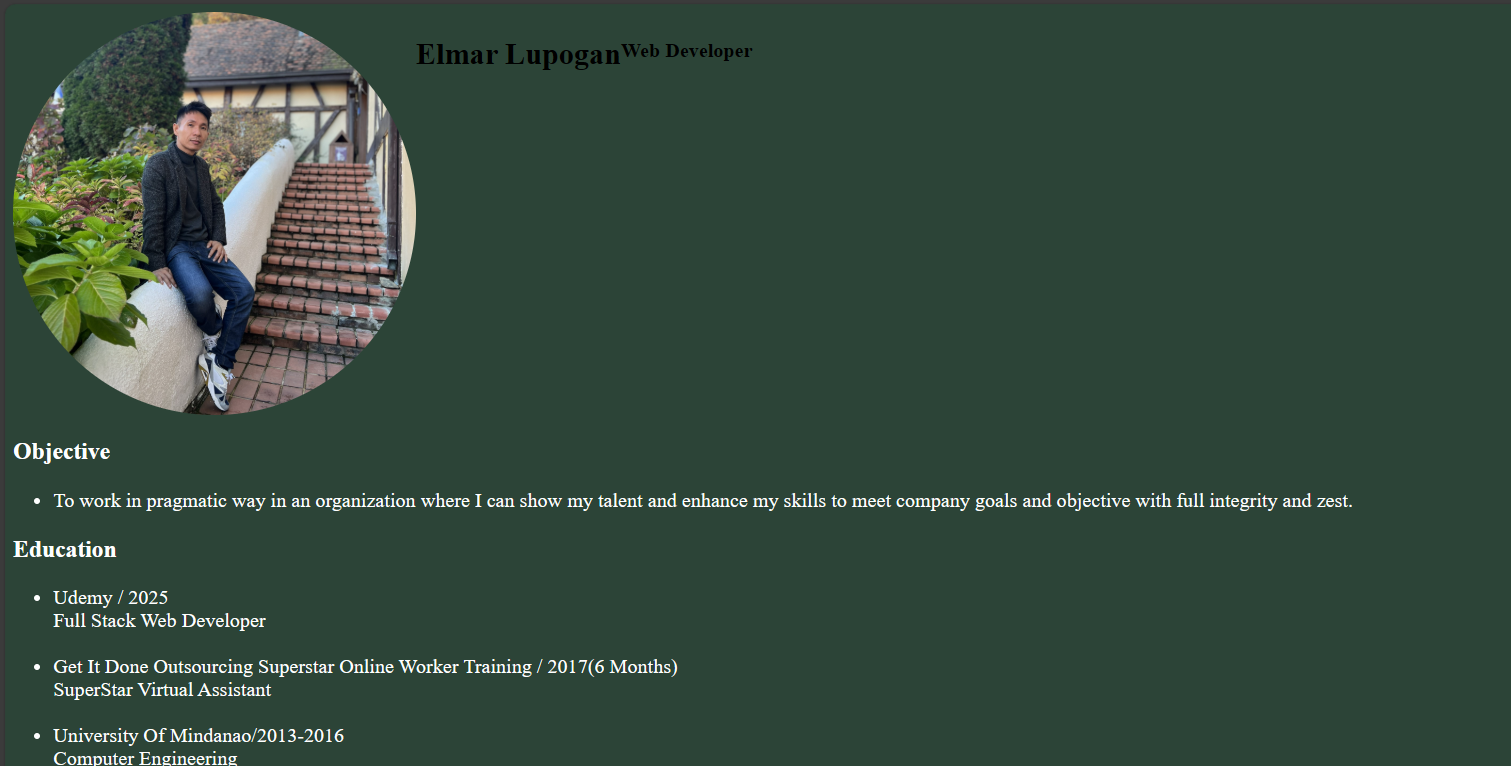 Elmar Lupogan Web Developer
Objective
• To work in pragmatic way in an organization where I can show my talent and enhance my skills to meet company goals and objective with full integrity and zest.
Education
• Udemy / 2025
Full Stack Web Developer
• Get It Done Outsourcing Superstar Online Worker Training / 2017(6 Months)
SuperStar Virtual Assistant
• University Of Mindanao/2013-2016
Computer Engineering